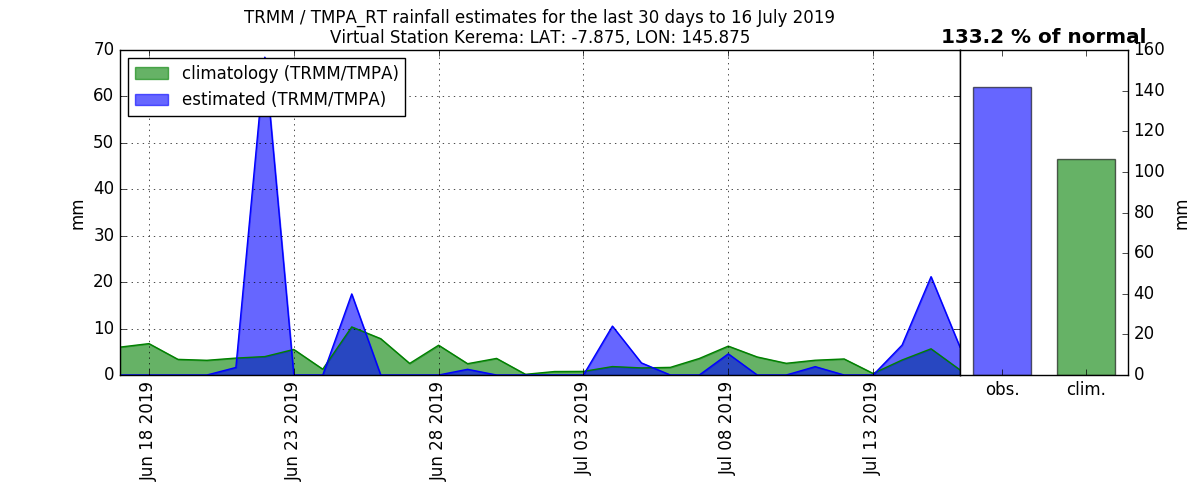 TRMM / TMPA_RT rainfall estimates for the last 30 days to 16 July 2019
Virtual Station Kerema: LAT: -7.875, LON: 145.875
133.2 % of normal
climatology (TRMM/TMPA)
estimated (TRMM/TMPA)
70
60
50
40
30
20
10
0
mm
Jun 18 2019
Jun 23 2019
Jun 28 2019
Jul 03 2019
Jul 08 2019
Jul 13 2019
160
140
120
100
80
60
40
20
0
mm
obs.
clim.